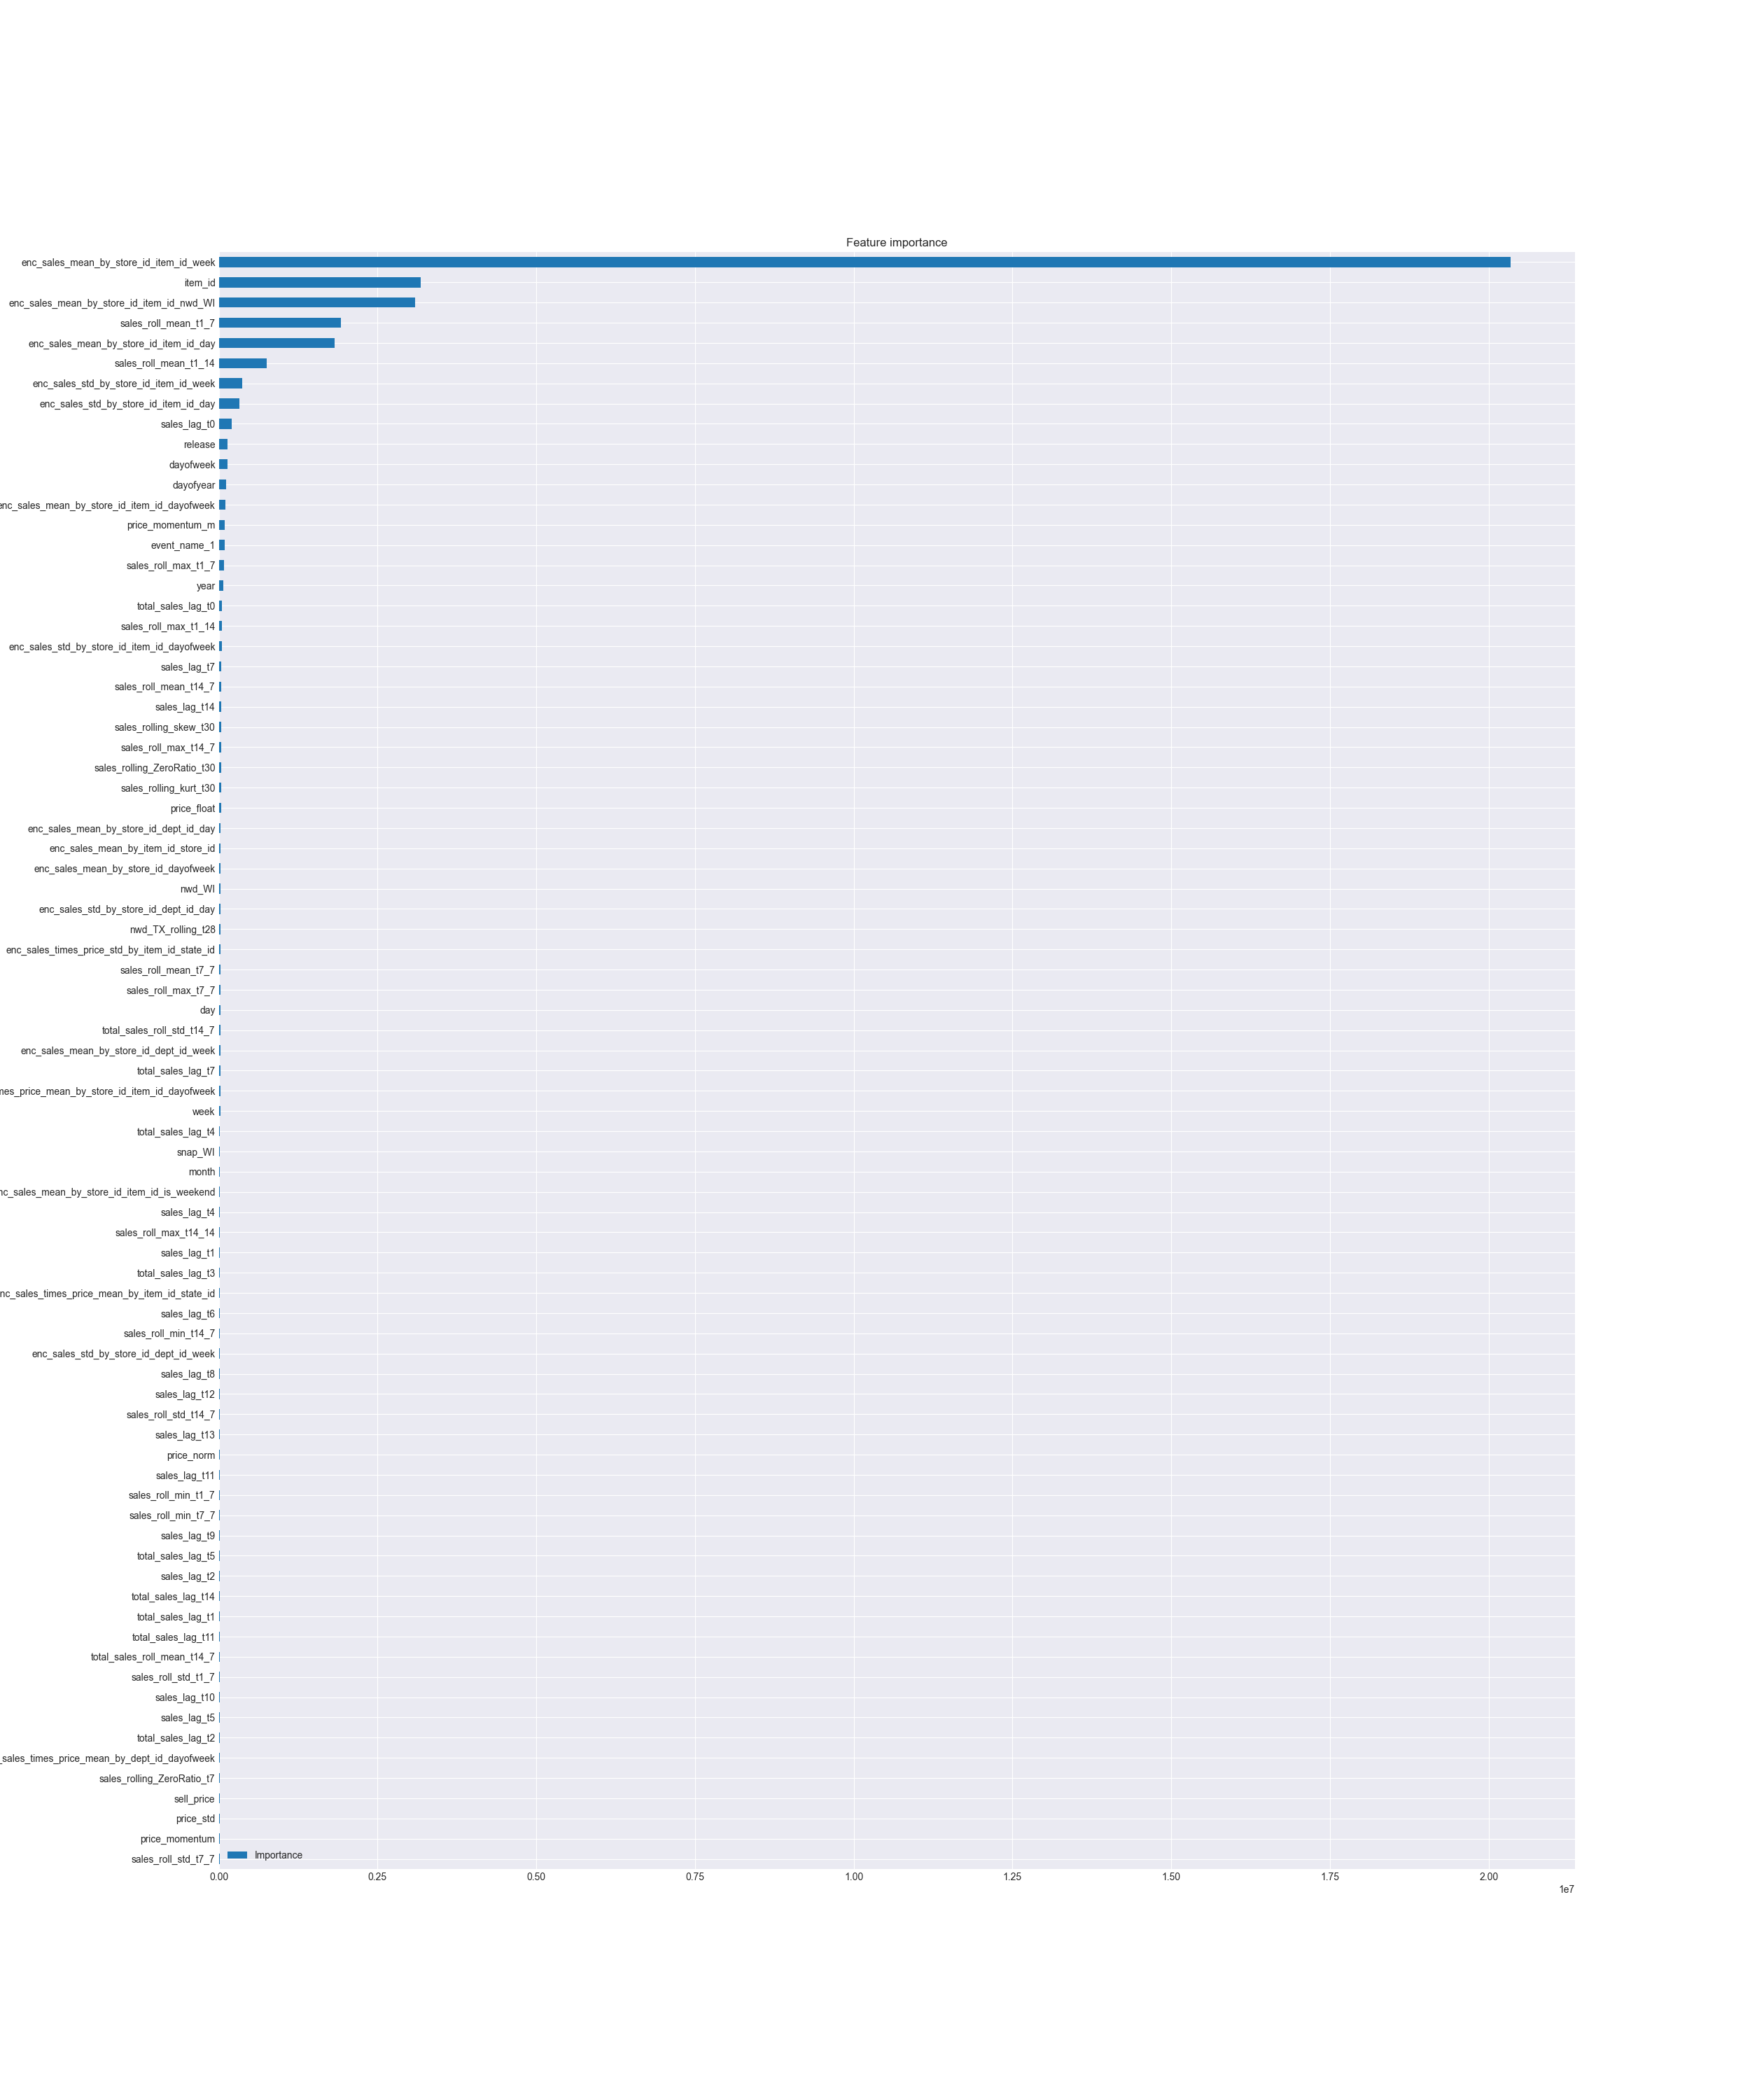 Feature importance
enc_sales_mean_by_store_id_item_id_week
item_id
enc_sales_mean_by_store_id_item_id_nwd_WI
sales_roll_mean_t1_7
enc_sales_mean_by_store_id_item_id_day
sales_roll_mean_t1_14
enc_sales_std_by_store_id_item_id_week
enc_sales_std_by_store_id_item_id_day
sales_lag_t0
release
dayofweek
dayofyear
enc_sales_mean_by_store_id_item_id_dayofweek
price_momentum_m
event_name_1
sales_roll_max_t1_7
year
total_sales_lag_t0
sales_roll_max_t1_14
enc_sales_std_by_store_id_item_id_dayofweek
sales_lag_t7
sales_roll_mean_t14_7
sales_lag_t14
sales_rolling_skew_t30
sales_roll_max_t14_7
sales_rolling_ZeroRatio_t30
sales_rolling_kurt_t30
price_float
enc_sales_mean_by_store_id_dept_id_day
enc_sales_mean_by_item_id_store_id
enc_sales_mean_by_store_id_dayofweek
nwd_WI
enc_sales_std_by_store_id_dept_id_day
nwd_TX_rolling_t28
enc_sales_times_price_std_by_item_id_state_id
sales_roll_mean_t7_7
sales_roll_max_t7_7
day
total_sales_roll_std_t14_7
enc_sales_mean_by_store_id_dept_id_week
total_sales_lag_t7
mes_price_mean_by_store_id_item_id_dayofweek
week
total_sales_lag_t4
snap_WI
month
nc_sales_mean_by_store_id_item_id_is_weekend
sales_lag_t4
sales_roll_max_t14_14
sales_lag_t1
total_sales_lag_t3
nc_sales_times_price_mean_by_item_id_state_id
sales_lag_t6
sales_roll_min_t14_7
enc_sales_std_by_store_id_dept_id_week
sales_lag_t8
sales_lag_t12
sales_roll_std_t14_7
sales_lag_t13
price_norm
sales_lag_t11
sales_roll_min_t1_7
sales_roll_min_t7_7
sales_lag_t9
total_sales_lag_t5
sales_lag_t2
total_sales_lag_t14
total_sales_lag_t1
total_sales_lag_t11
total_sales_roll_mean_t14_7
sales_roll_std_t1_7
sales_lag_t10
sales_lag_t5
total_sales_lag_t2
_sales_times_price_mean_by_dept_id_dayofweek
sales_rolling_ZeroRatio_t7
sell_price
price_std
price_momentum
sales_roll_std_t7_7
Importance
0.00 0.25 0.50 0.75 1.00 1.25 1.50 1.75 2.00
1e7